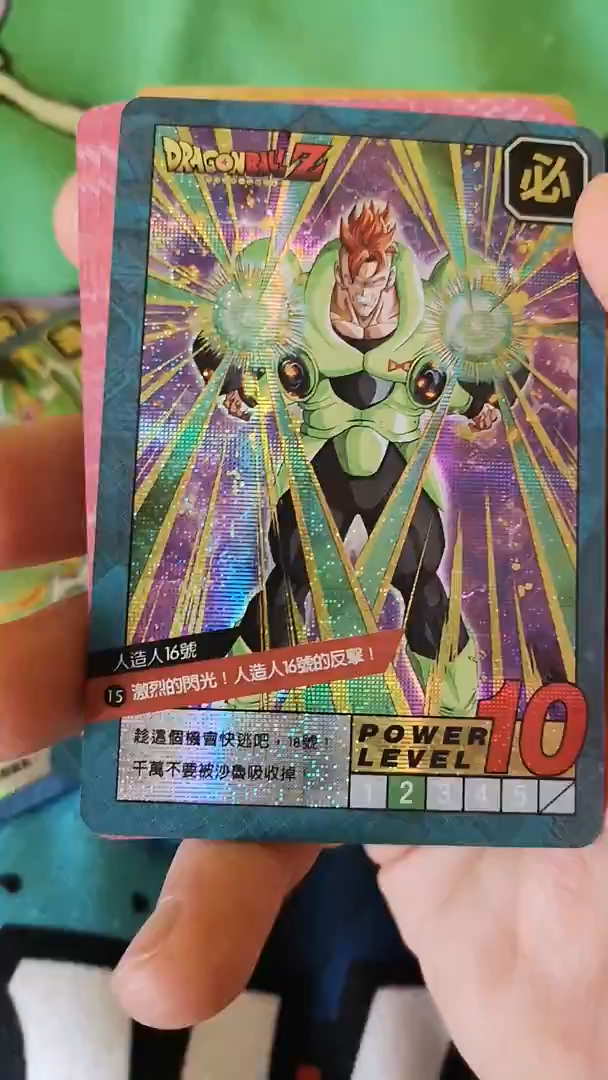 DRAGONBALL Z
必
人造人16號
15 激烈的閃光！人造人16號的反擊！
趁這個機會快逃吧，18號！
千萬不要被沙魯吸收掉！
POWER
LEVEL
10
1 2 3 4 5